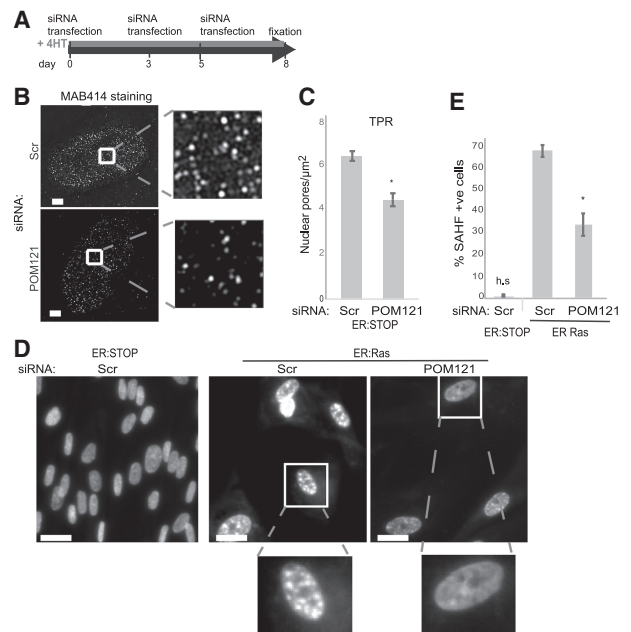 A
siRNA transfection
siRNA transfection
siRNA transfection
fixation
+ 4HT
day 0 3 5 8
B
MAB414 staining
siRNA:
Scr
POM121
C
TPR
Nuclear pores/µm²
8
6
4
2
0
*
siRNA: Scr POM121
ER:STOP
E
% SAHF +ve cells
70
60
50
40
30
20
10
0
h.s
*
siRNA: Scr Scr POM121
ER:STOP ER Ras
D
ER:STOP
ER:Ras
siRNA: Scr Scr POM121